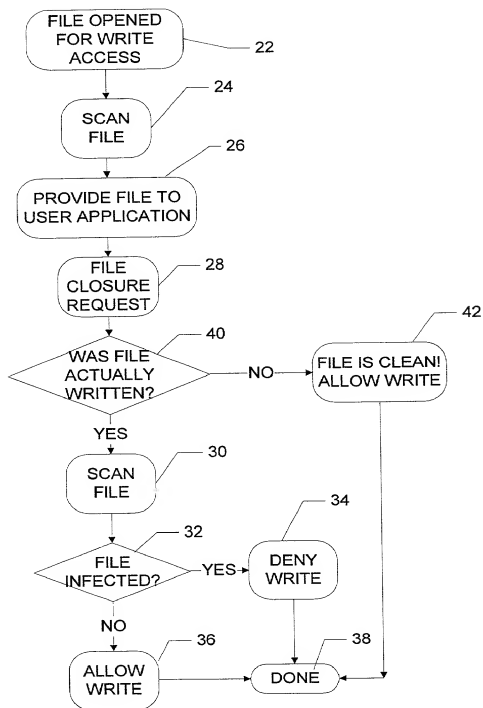 FILE OPENED
FOR WRITE
ACCESS
22
24
SCAN
FILE
26
PROVIDE FILE TO
USER APPLICATION
FILE
CLOSURE
REQUEST
28
40
42
WAS FILE
ACTUALLY
WRITTEN?
NO
FILE IS CLEAN!
ALLOW WRITE
YES
SCAN
FILE
30
32
34
FILE
INFECTED?
YES
DENY
WRITE
NO
36
38
ALLOW
WRITE
DONE